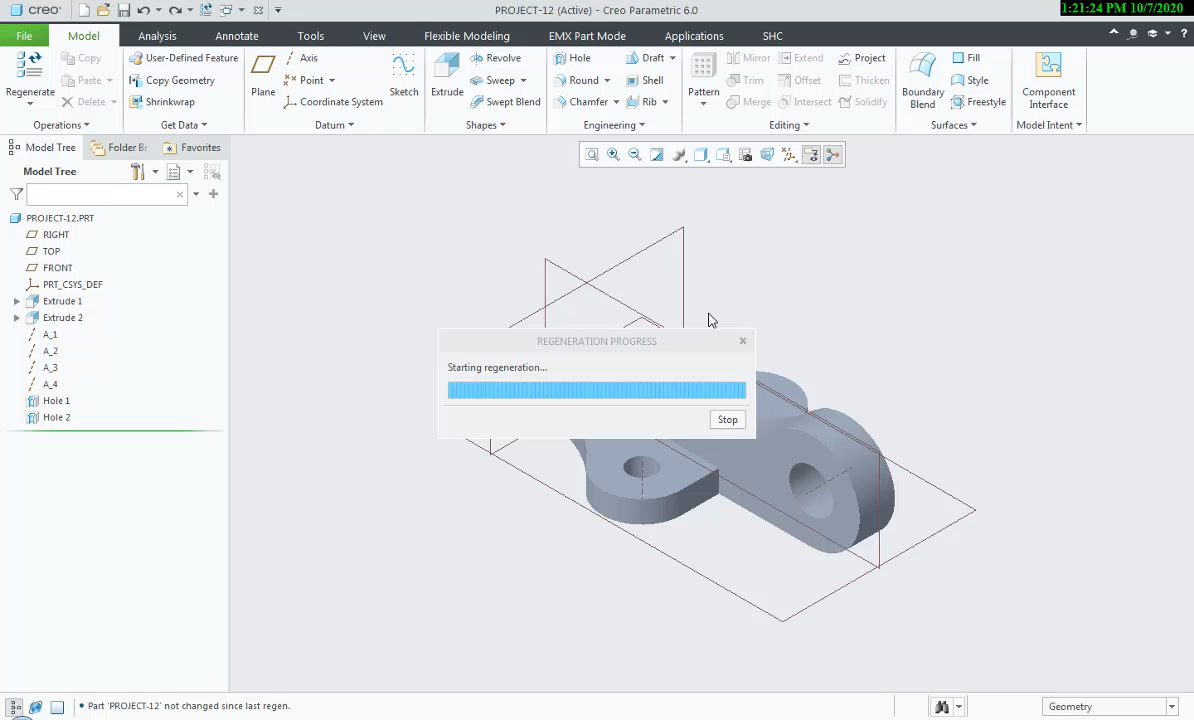 creo
PROJECT-12 (Active) - Creo Parametric 6.0
1:21:24 PM 10/7/2020
File
Model
Analysis
Annotate
Tools
View
Flexible Modeling
EMX Part Mode
Applications
SHC
Regenerate
Copy
Paste
Delete
Operations
User-Defined Feature
Copy Geometry
Shrinkwrap
Get Data
Plane
Axis
Point
Coordinate System
Sketch
Datum
Extrude
Revolve
Sweep
Swept Blend
Shapes
Hole
Round
Chamfer
Draft
Shell
Rib
Engineering
Pattern
Mirror
Trim
Merge
Extend
Offset
Intersect
Project
Thicken
Solidify
Editing
Boundary
Blend
Fill
Style
Freestyle
Surfaces
Component
Interface
Model Intent
Model Tree
Folder Br
Favorites
Model Tree
PROJECT-12.PRT
RIGHT
TOP
FRONT
PRT_CSYS_DEF
Extrude 1
Extrude 2
A_1
A_2
A_3
A_4
Hole 1
Hole 2
REGENERATION PROGRESS
Starting regeneration...
Stop
Part 'PROJECT-12' not changed since last regen.
Geometry